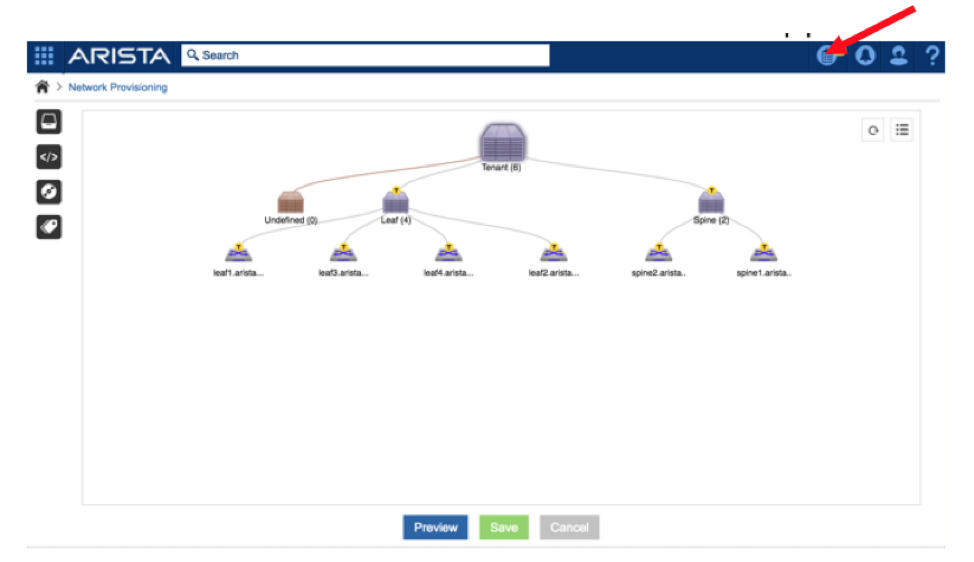 ARISTA
Search
?
> Network Provisioning
</>
Tenant (6)
Undefined (0) Leaf (4) Spine (2)
leaf1.arista... leaf3.arista... leaf4.arista... leaf2.arista... spine2.arista.. spine1.arista..
Preview Save Cancel